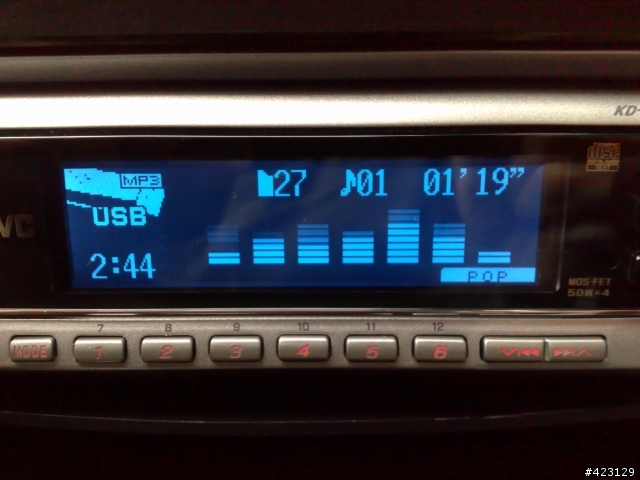 KD-
MP3
27 01 01'19"
USB
VC
2:44
POP
MOS-FET
50W×4
7 8 9 10 11 12
MODE 1 2 3 4 5 6
#423129